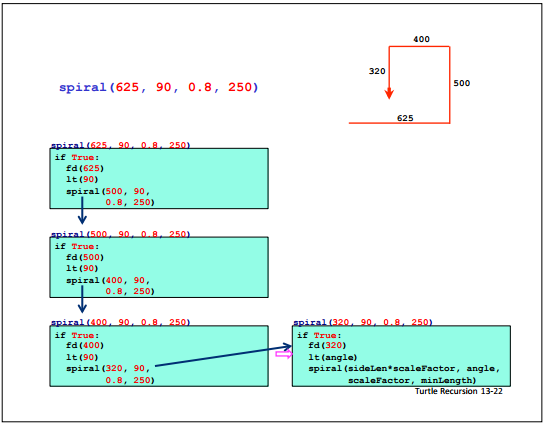 spiral(625, 90, 0.8, 250)
400
320
500
625
spiral(625, 90, 0.8, 250)
if True:
fd(625)
lt(90)
spiral(500, 90,
0.8, 250)
spiral(500, 90, 0.8, 250)
if True:
fd(500)
lt(90)
spiral(400, 90,
0.8, 250)
spiral(400, 90, 0.8, 250)
if True:
fd(400)
lt(90)
spiral(320, 90,
0.8, 250)
spiral(320, 90, 0.8, 250)
if True:
fd(320)
lt(angle)
spiral(sideLen*scaleFactor, angle,
scaleFactor, minLength)
Turtle Recursion 13-22